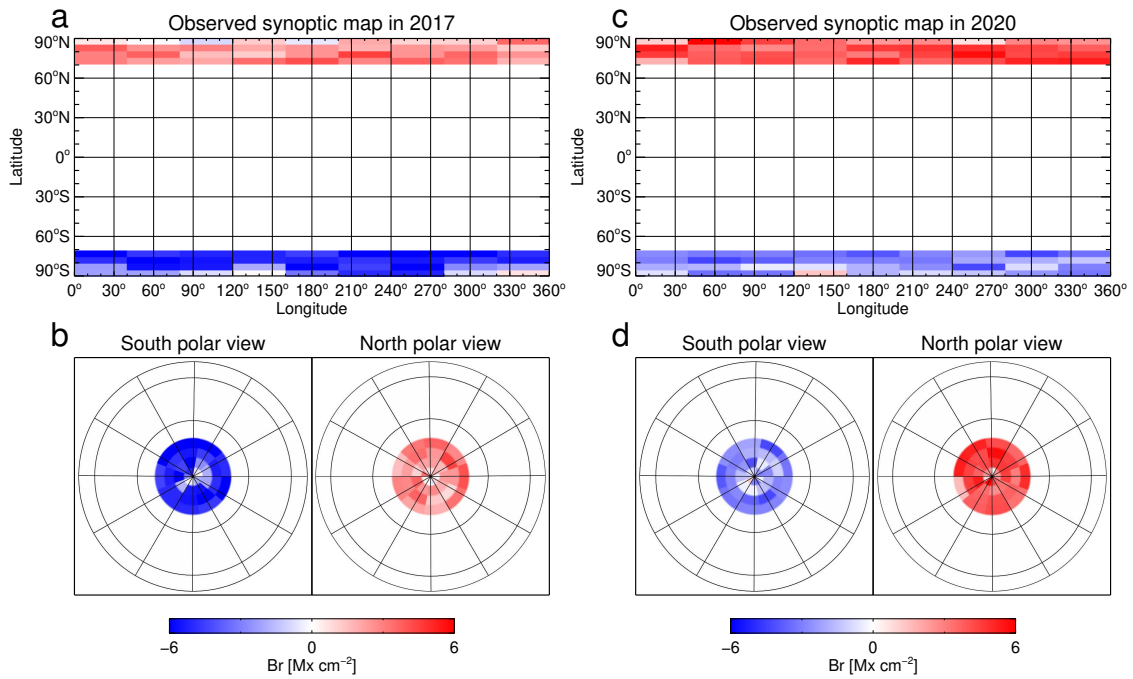 a
Observed synoptic map in 2017
90°N
60°N
30°N
0°
30°S
60°S
90°S
Latitude
0° 30° 60° 90° 120° 150° 180° 210° 240° 270° 300° 330° 360°
Longitude
b
South polar view North polar view
−6 0 6
Br [Mx cm⁻²]
c
Observed synoptic map in 2020
90°N
60°N
30°N
0°
30°S
60°S
90°S
Latitude
0° 30° 60° 90° 120° 150° 180° 210° 240° 270° 300° 330° 360°
Longitude
d
South polar view North polar view
−6 0 6
Br [Mx cm⁻²]